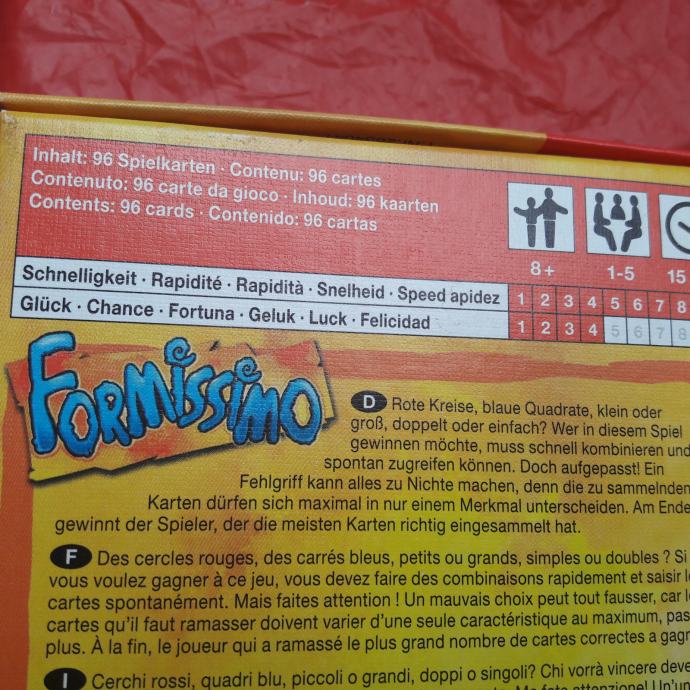 Inhalt: 96 Spielkarten · Contenu: 96 cartes
Contenuto: 96 carte da gioco · Inhoud: 96 kaarten
Contents: 96 cards · Contenido: 96 cartas
8+ 1-5 15
Schnelligkeit · Rapidité · Rapidità · Snelheid · Speed apidez 1 2 3 4 5 6 7 8
Glück · Chance · Fortuna · Geluk · Luck · Felicidad 1 2 3 4 5 6 7 8
FORMISSIMO
D Rote Kreise, blaue Quadrate, klein oder
groß, doppelt oder einfach? Wer in diesem Spiel
gewinnen möchte, muss schnell kombinieren und
spontan zugreifen können. Doch aufgepasst! Ein
Fehlgriff kann alles zu Nichte machen, denn die zu sammelnden
Karten dürfen sich maximal in nur einem Merkmal unterscheiden. Am Ende
gewinnt der Spieler, der die meisten Karten richtig eingesammelt hat.
F Des cercles rouges, des carrés bleus, petits ou grands, simples ou doubles ? Si
vous voulez gagner à ce jeu, vous devez faire des combinaisons rapidement et saisir
cartes spontanément. Mais faites attention ! Un mauvais choix peut tout fausser, car
cartes qu'il faut ramasser doivent varier d'une seule caractéristique au maximum, pas
plus. À la fin, le joueur qui a ramassé le plus grand nombre de cartes correctes a
I Cerchi rossi, quadri blu, piccoli o grandi, doppi o singoli? Chi vorrà vincere